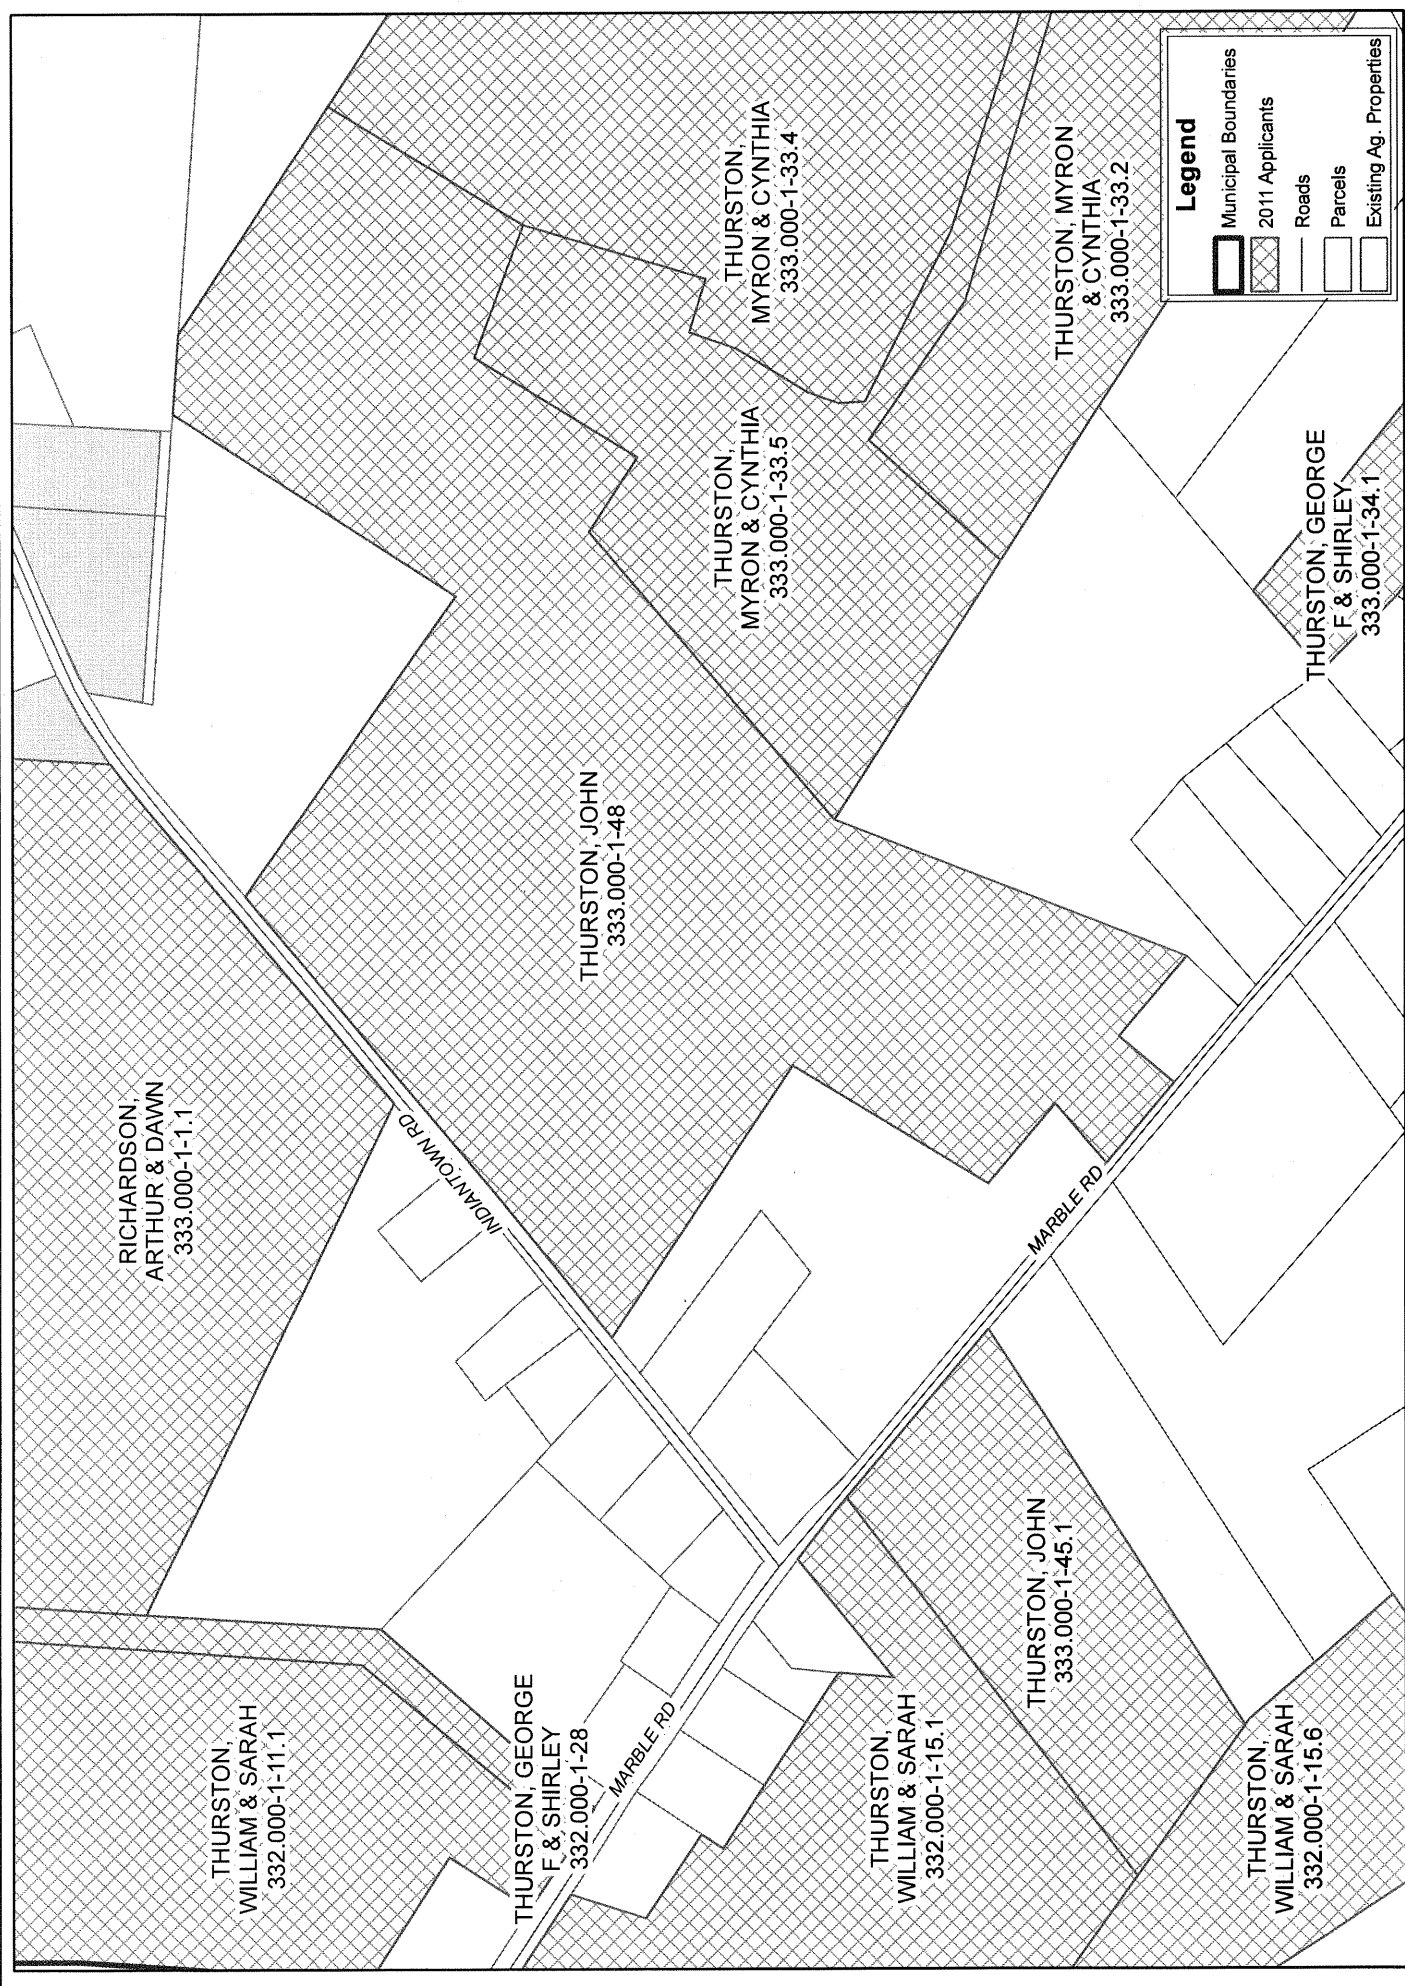 RICHARDSON,
ARTHUR & DAWN
333.000-1-1.1
THURSTON,
WILLIAM & SARAH
332.000-1-11.1
INDIANTOWN RD
THURSTON, GEORGE
F & SHIRLEY
332.000-1-28
MARBLE RD
THURSTON, JOHN
333.000-1-48
THURSTON,
MYRON & CYNTHIA
333.000-1-33.4
THURSTON,
MYRON & CYNTHIA
333.000-1-33.5
THURSTON, MYRON
& CYNTHIA
333.000-1-33.2
THURSTON,
WILLIAM & SARAH
332.000-1-15.1
THURSTON, JOHN
333.000-1-45.1
MARBLE RD
THURSTON,
WILLIAM & SARAH
332.000-1-15.6
THURSTON, GEORGE
F & SHIRLEY
333.000-1-34.1
Legend
Municipal Boundaries
2011 Applicants
Roads
Parcels
Existing Ag. Properties